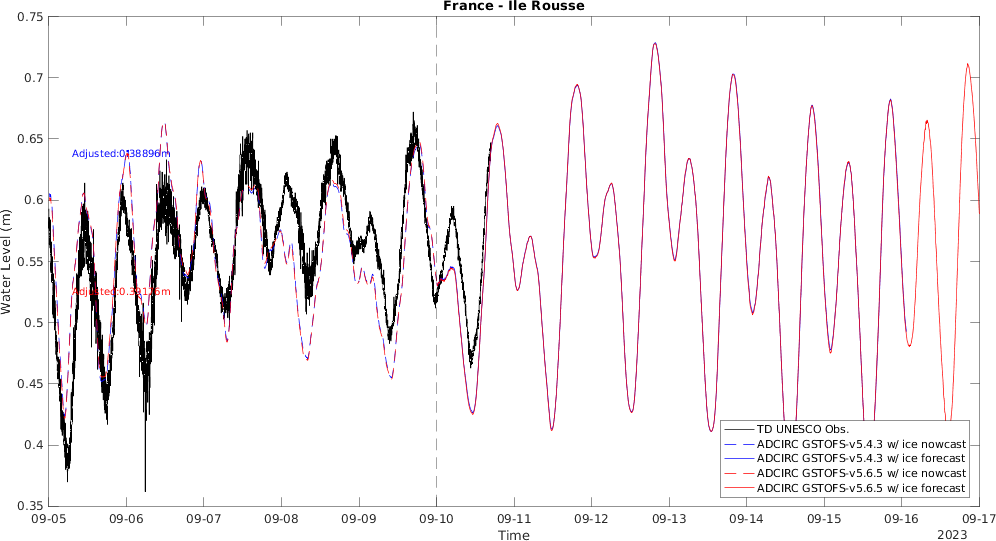 France - Ile Rousse
0.75
0.7
0.65
0.6
0.55
0.5
0.45
0.4
0.35
Water Level (m)
Adjusted:0.38896m
TD UNESCO Obs.
ADCIRC GSTOFS-v5.4.3 w/ ice nowcast
ADCIRC GSTOFS-v5.4.3 w/ ice forecast
ADCIRC GSTOFS-v5.6.5 w/ ice nowcast
ADCIRC GSTOFS-v5.6.5 w/ ice forecast
09-05 09-06 09-07 09-08 09-09 09-10 09-11 09-12 09-13 09-14 09-15 09-16 09-17
Time
2023